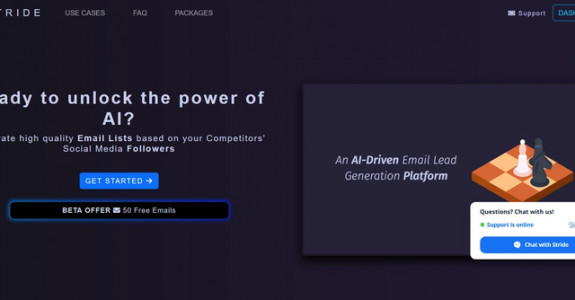 TRIDE USE CASES FAQ PACKAGES Support DASH
ady to unlock the power of
AI?
rate high quality Email Lists based on your Competitors'
Social Media Followers
GET STARTED →
BETA OFFER 50 Free Emails
An AI-Driven Email Lead
Generation Platform
Questions? Chat with us!
Support is online
Chat with Stride